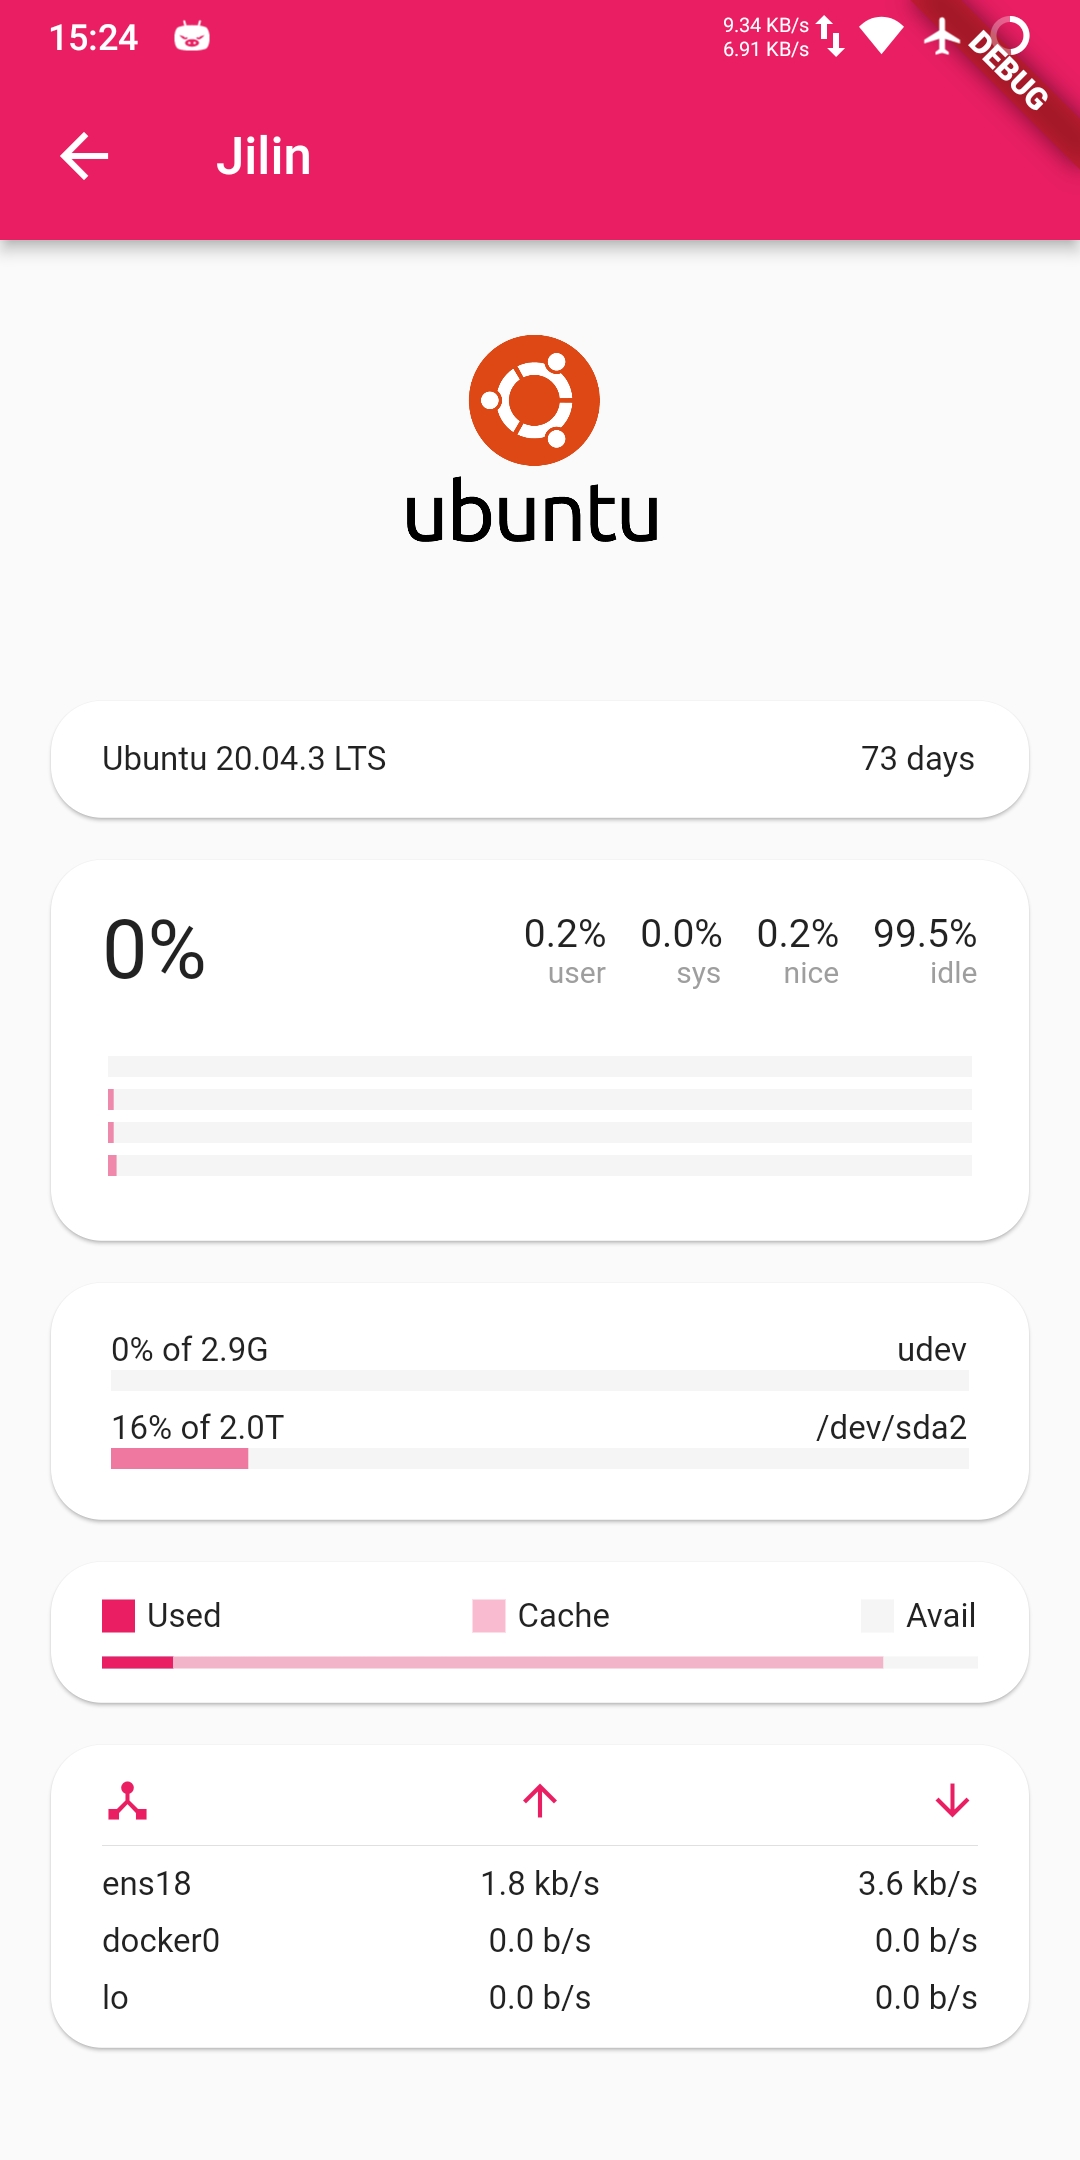 15:24
9.34 KB/s
6.91 KB/s
DEBUG
Jilin
ubuntu
Ubuntu 20.04.3 LTS 73 days
0% 0.2% 0.0% 0.2% 99.5%
user sys nice idle
0% of 2.9G udev
16% of 2.0T /dev/sda2
Used Cache Avail
ens18 1.8 kb/s 3.6 kb/s
docker0 0.0 b/s 0.0 b/s
lo 0.0 b/s 0.0 b/s